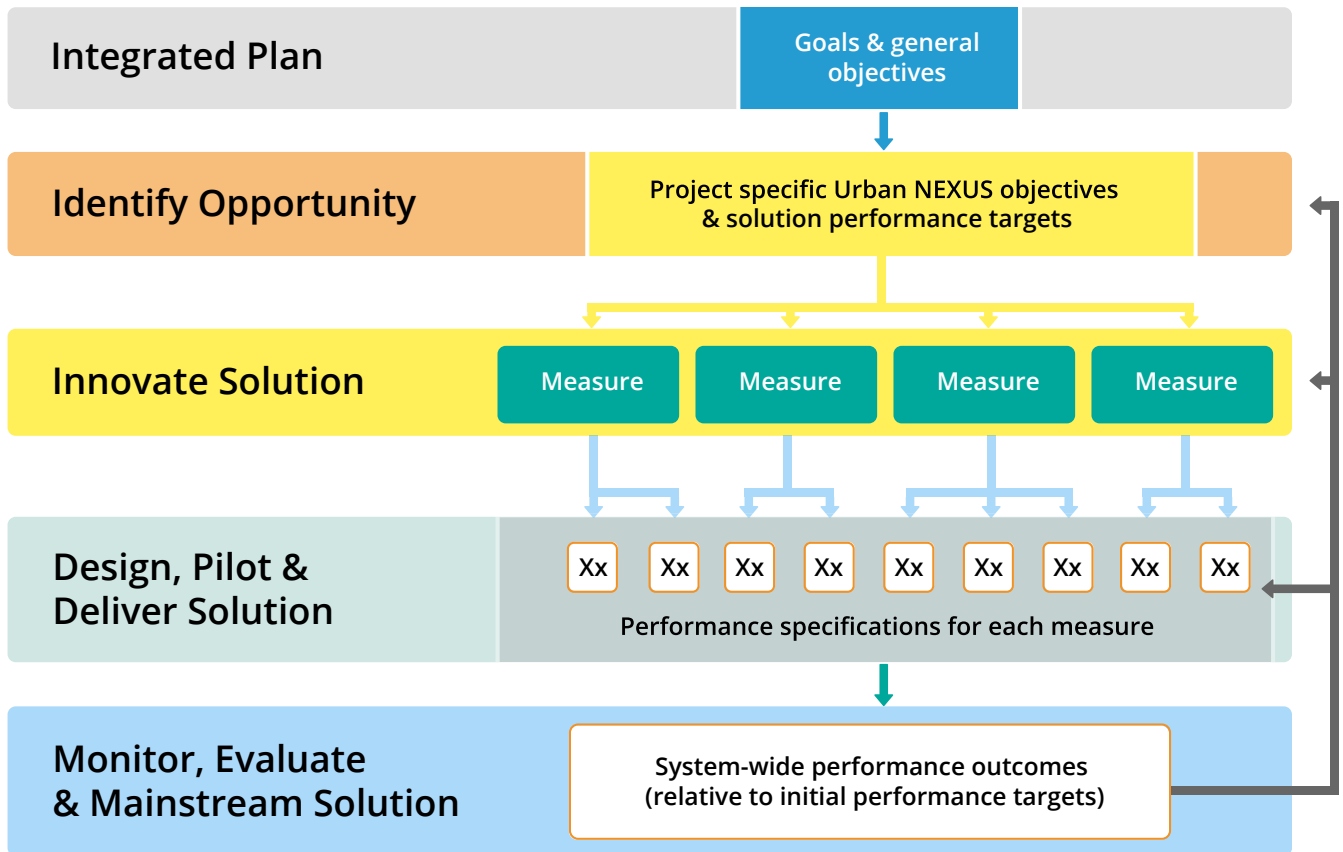 Integrated Plan
Goals & general
objectives
Identify Opportunity
Project specific Urban NEXUS objectives
& solution performance targets
Innovate Solution
Measure
Measure
Measure
Measure
Design, Pilot &
Deliver Solution
Xx
Xx
Xx
Xx
Xx
Xx
Xx
Xx
Xx
Performance specifications for each measure
Monitor, Evaluate
& Mainstream Solution
System-wide performance outcomes
(relative to initial performance targets)